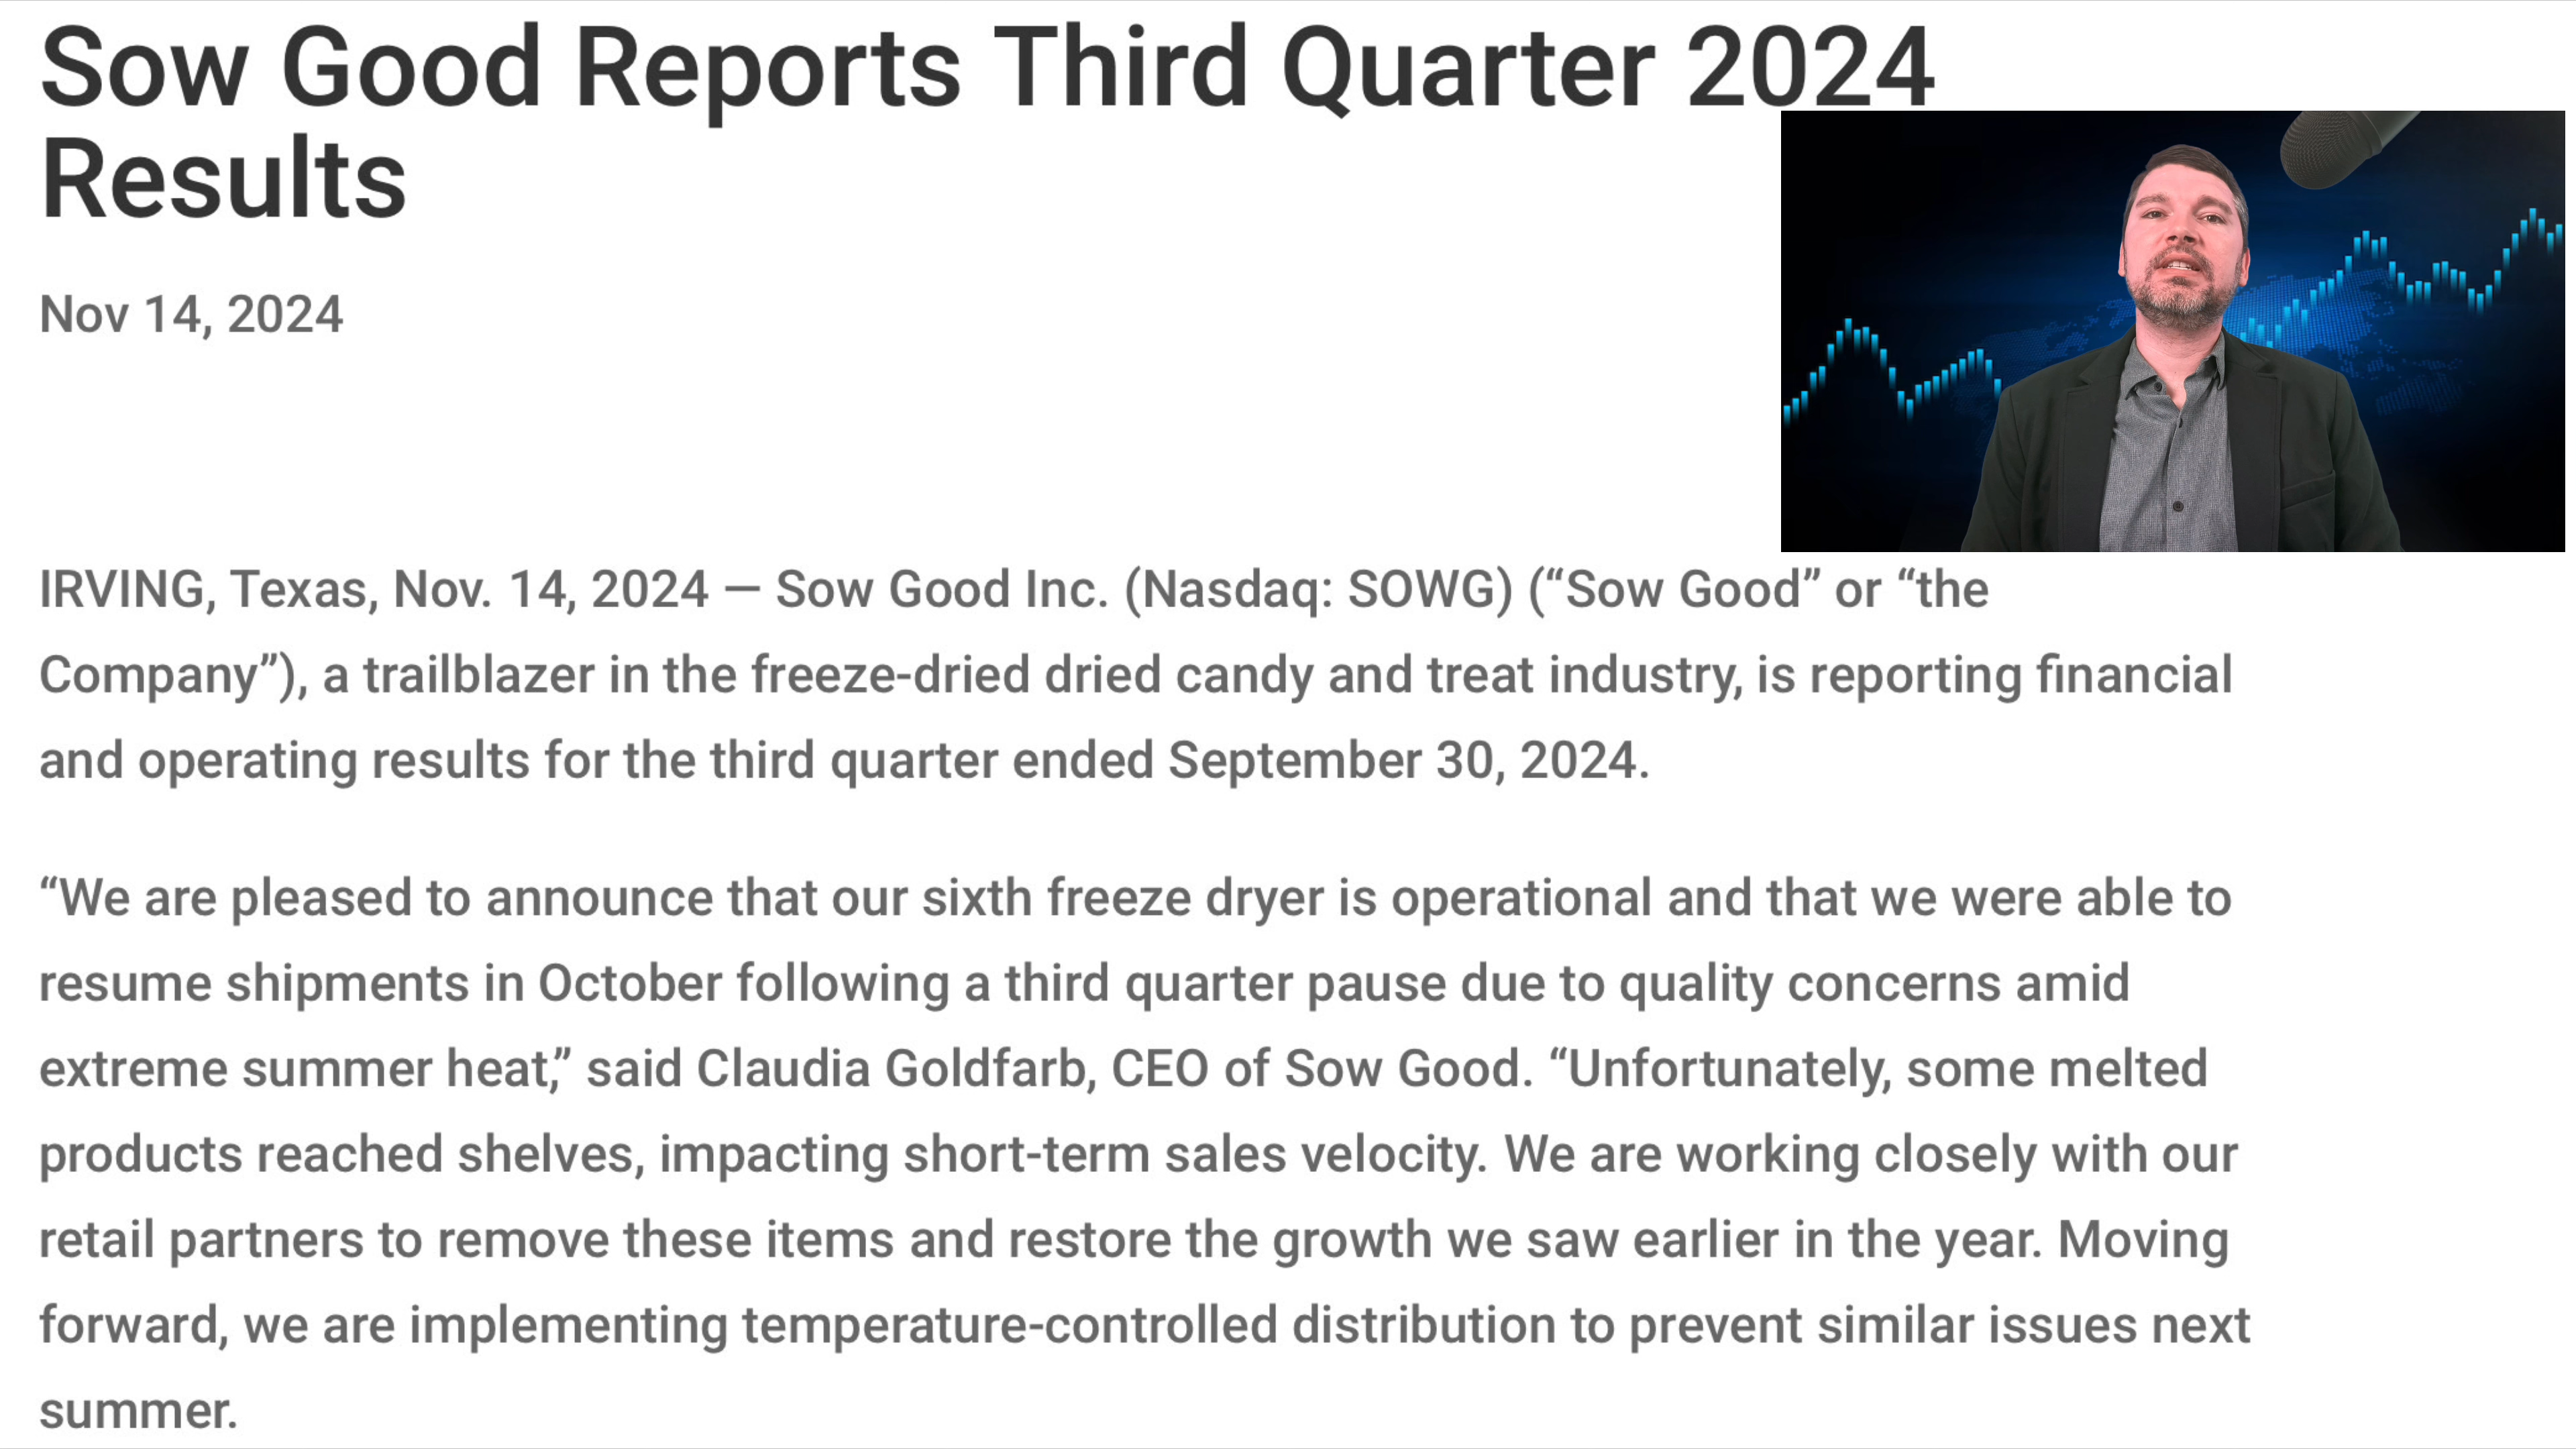 Sow Good Reports Third Quarter 2024
Results
Nov 14, 2024
IRVING, Texas, Nov. 14, 2024 — Sow Good Inc. (Nasdaq: SOWG) (“Sow Good” or “the
Company”), a trailblazer in the freeze-dried dried candy and treat industry, is reporting financial
and operating results for the third quarter ended September 30, 2024.
“We are pleased to announce that our sixth freeze dryer is operational and that we were able to
resume shipments in October following a third quarter pause due to quality concerns amid
extreme summer heat,” said Claudia Goldfarb, CEO of Sow Good. “Unfortunately, some melted
products reached shelves, impacting short-term sales velocity. We are working closely with our
retail partners to remove these items and restore the growth we saw earlier in the year. Moving
forward, we are implementing temperature-controlled distribution to prevent similar issues next
summer.